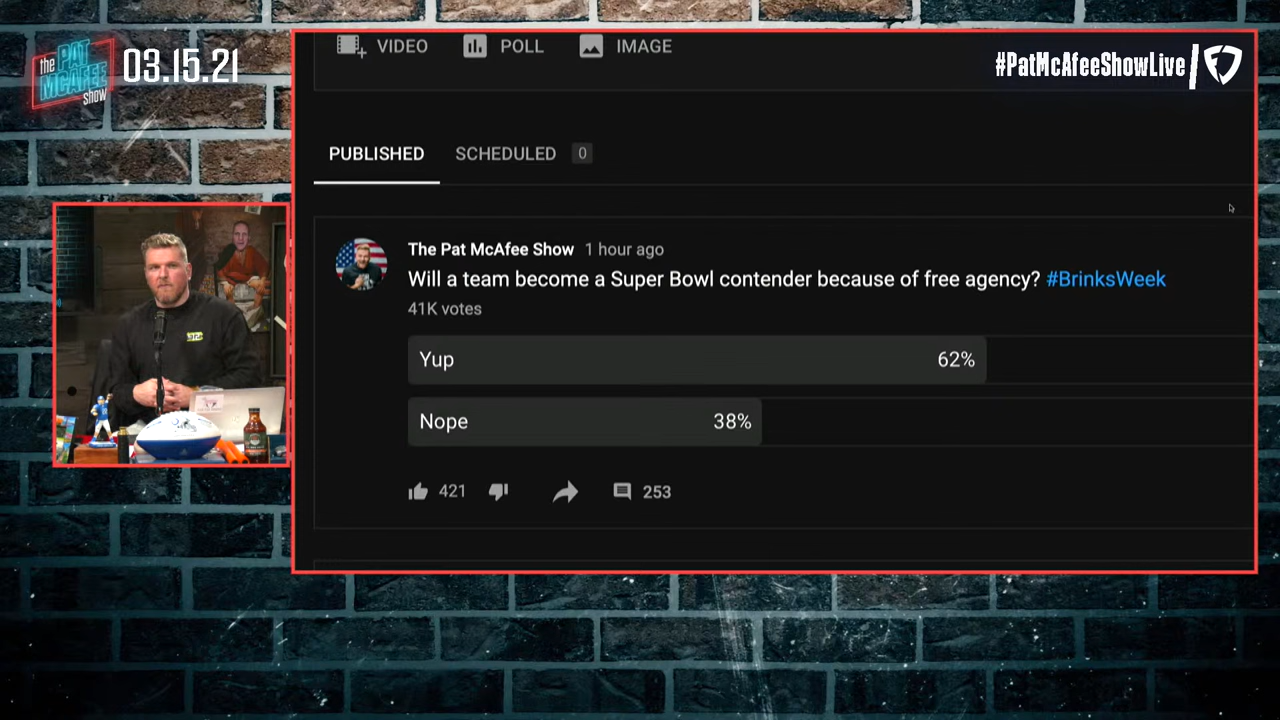 the PAT
McAFEE
show
03.15.21
VIDEO
POLL
IMAGE
#PatMcAfeeShowLive
PUBLISHED
SCHEDULED
0
The Pat McAfee Show 1 hour ago
Will a team become a Super Bowl contender because of free agency? #BrinksWeek
41K votes
Yup 62%
Nope 38%
421
253